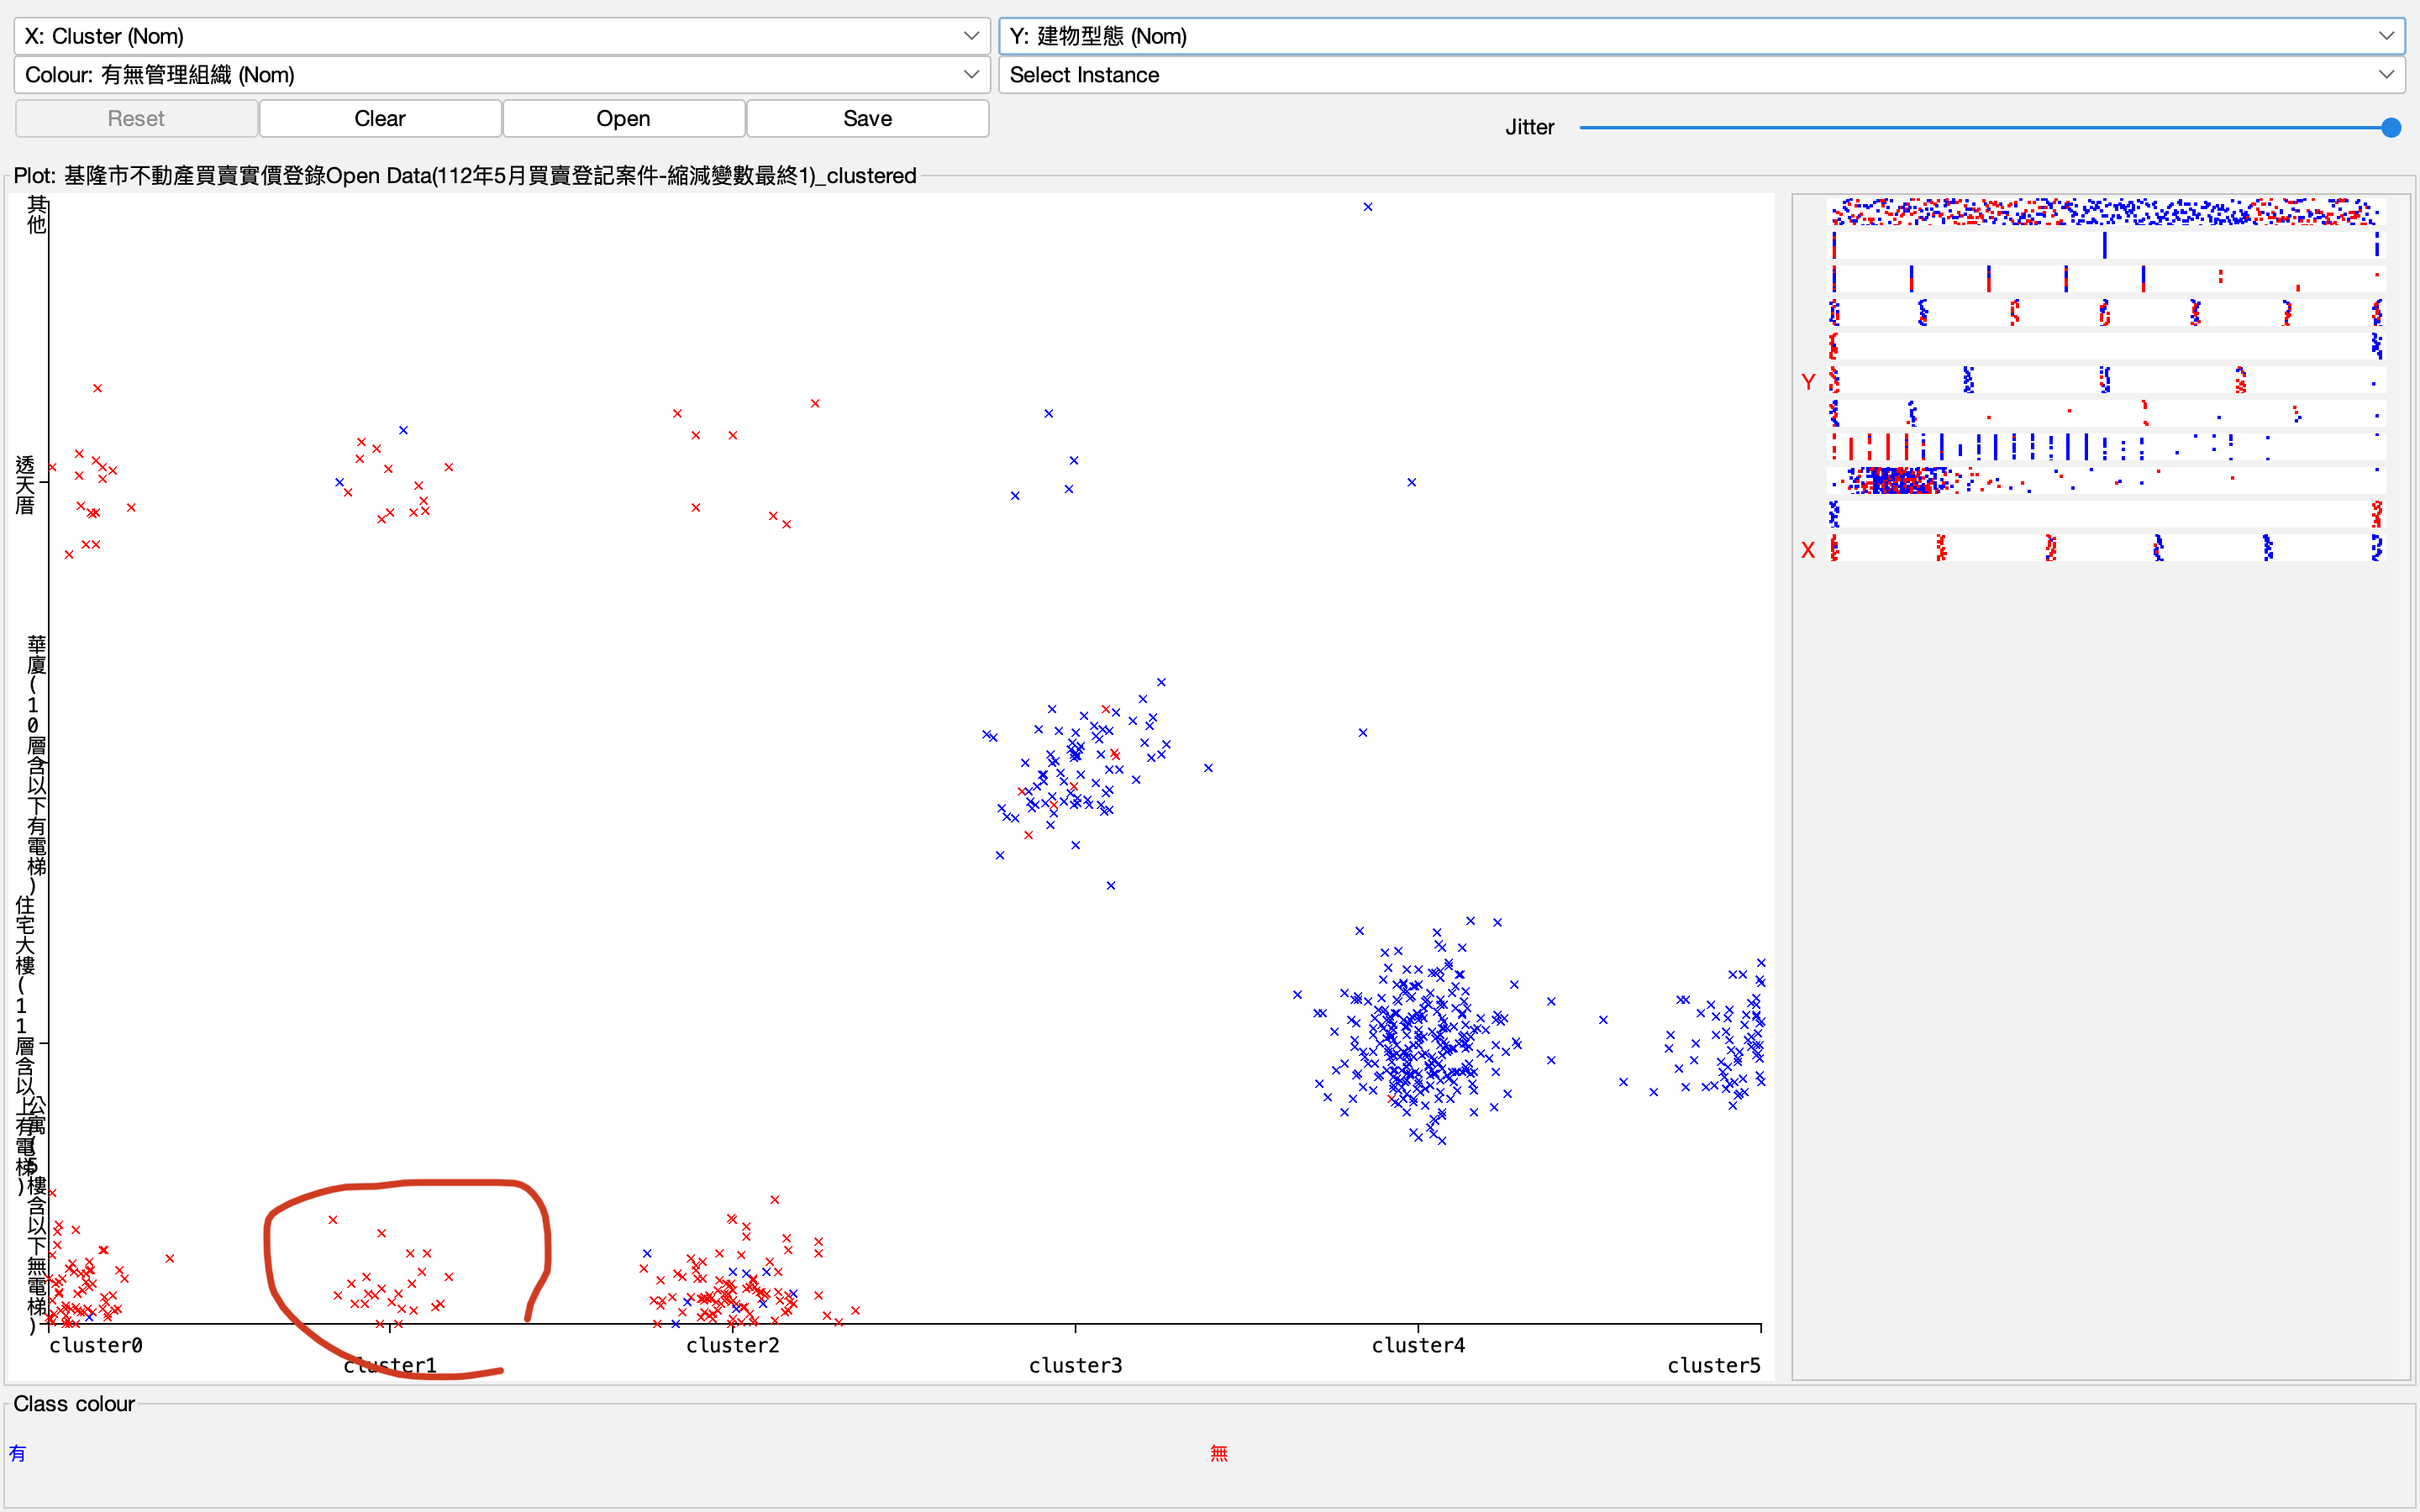 X: Cluster (Nom)
Y: 建物型態 (Nom)
Colour: 有無管理組織 (Nom)
Select Instance
Reset
Clear
Open
Save
Jitter
Plot: 基隆市不動產買賣實價登錄Open Data(112年5月買賣登記案件-縮減變數最終1)_clustered
其他
透天厝
華廈(10層含以下有電梯)
住宅大樓(11層含以上有電梯)
公寓(5樓含以下無電梯)
Y
X
cluster0
cluster1
cluster2
cluster3
cluster4
cluster5
Class colour
有
無